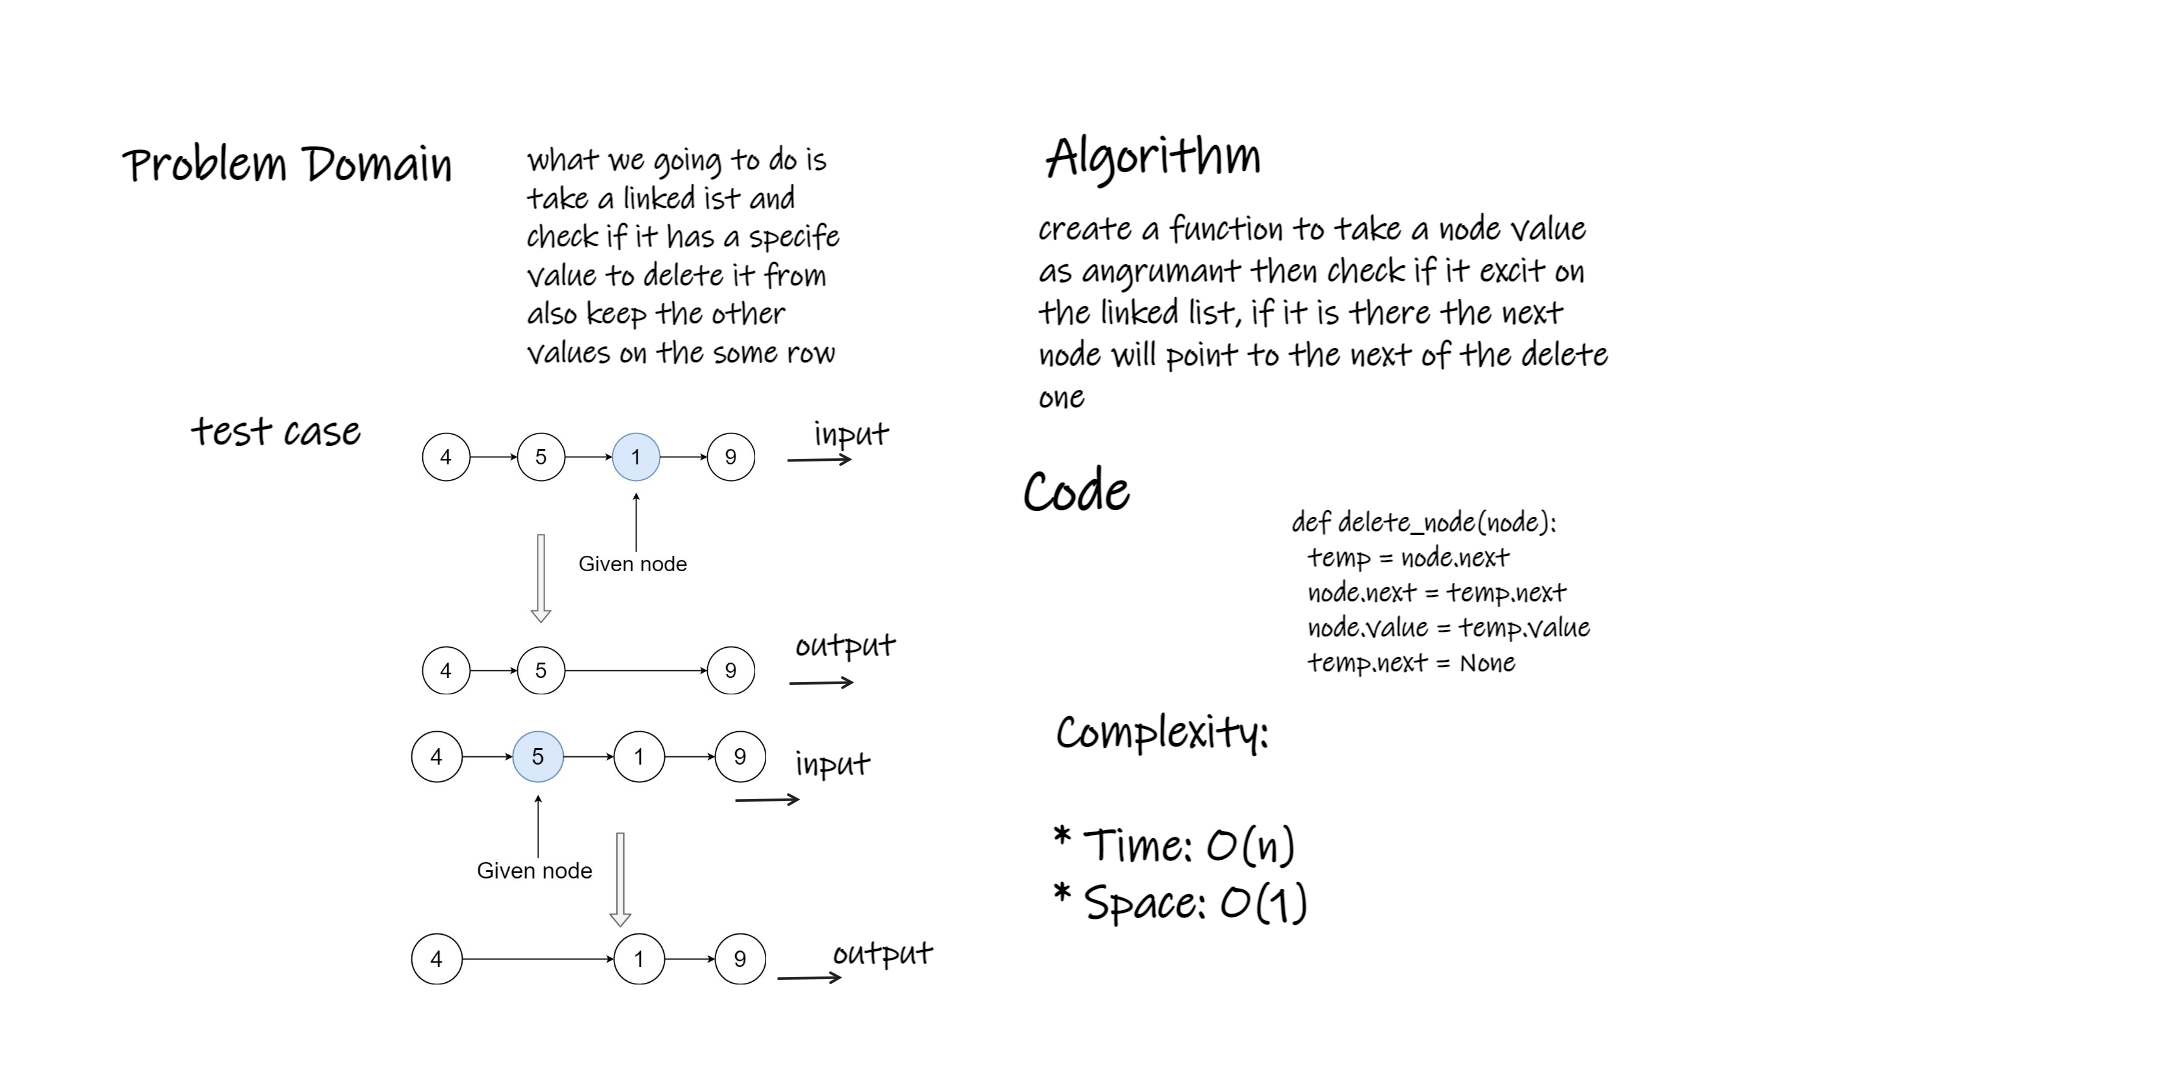 Problem Domain
what we going to do is
take a linked ist and
check if it has a specife
value to delete it from
also keep the other
values on the some row
test case
4
5
1
9
input
Given node
4
5
9
output
4
5
1
9
input
Given node
4
1
9
output
Algorithm
create a function to take a node value
as angrumant then check if it excit on
the linked list, if it is there the next
node will point to the next of the delete
one
Code
def delete_node(node):
temp = node.next
node.next = temp.next
node.value = temp.value
temp.next = None
Complexity:
* Time: O(n)
* Space: O(1)